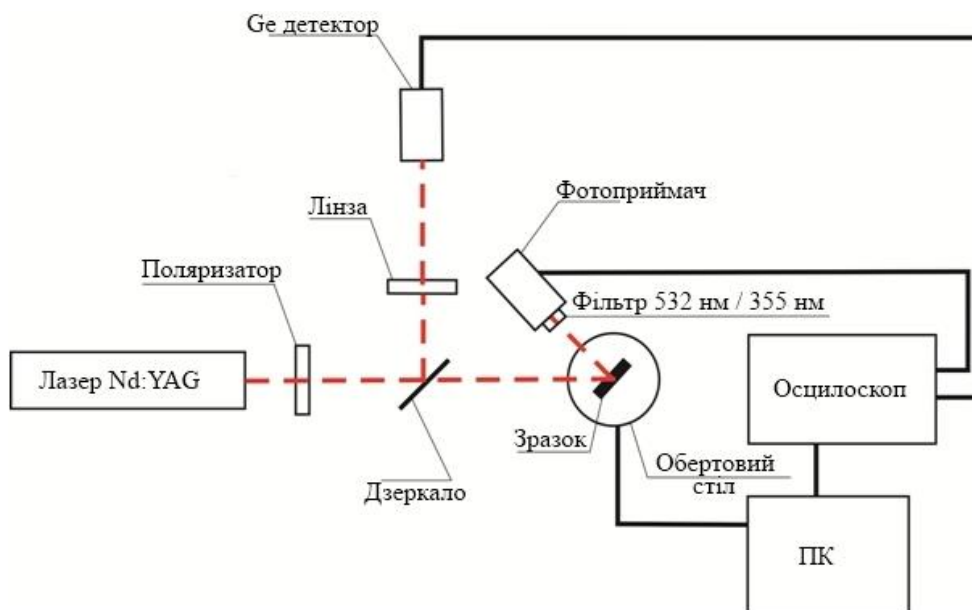 Ge детектор
Фотоприймач
Лінза
Поляризатор
Фільтр 532 нм / 355 нм
Лазер Nd:YAG
Осцилоскоп
Зразок
Обертовий
стіл
Дзеркало
ПК